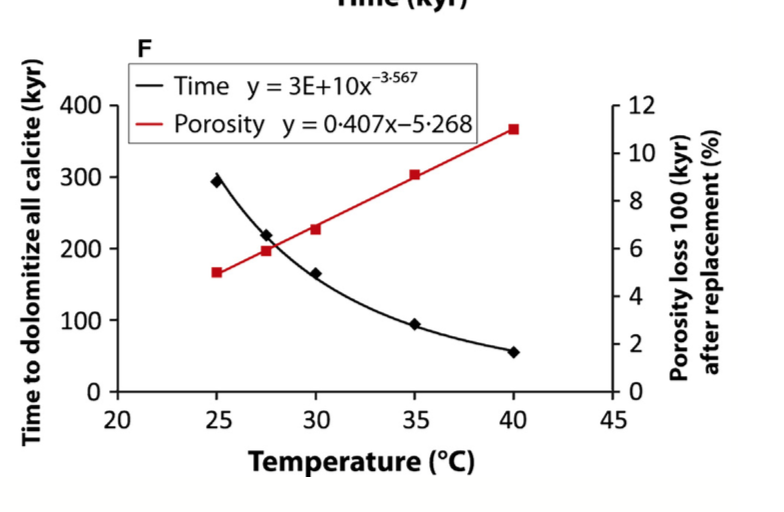 Time (kyr)
F
Time y = 3E+10x⁻³·⁵⁶⁷
Porosity y = 0·407x–5·268
Time to dolomitize all calcite (kyr)
400
300
200
100
0
12
10
8
6
4
2
0
Porosity loss 100 (kyr)
after replacement (%)
20 25 30 35 40 45
Temperature (°C)